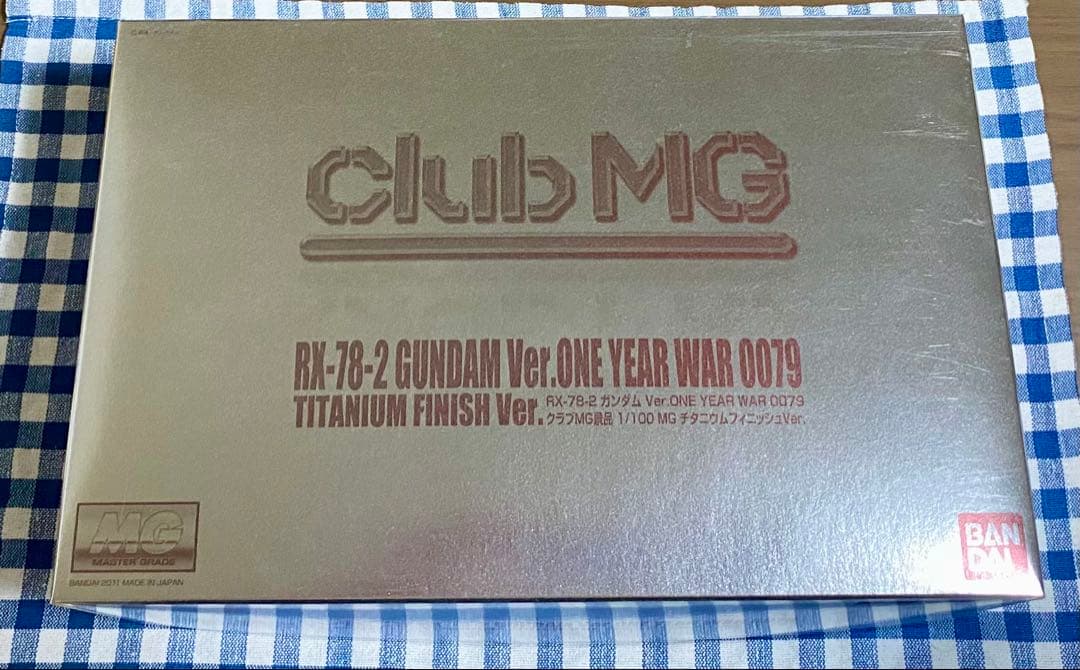 club MG
RX-78-2 GUNDAM Ver.ONE YEAR WAR 0079
TITANIUM FINISH Ver.
RX-78-2 ガンダム Ver.ONE YEAR WAR 0079
クラブMG景品 1/100 MG チタニウムフィニッシュVer.
MG
MASTER GRADE
BANDAI 2011 MADE IN JAPAN
BAN
DAI